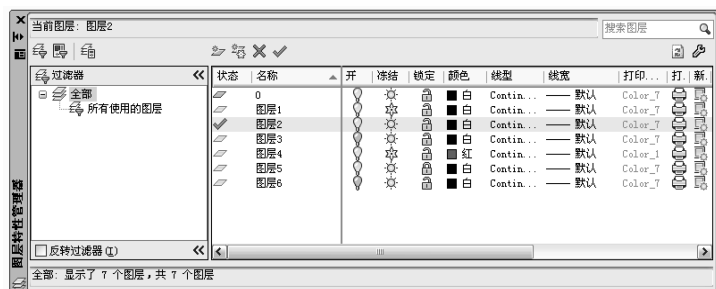 当前图层: 图层2
搜索图层
过滤器
全部
所有使用的图层
反转过滤器(I)
状态 名称 开 冻结 锁定 颜色 线型 线宽 打印... 打. 新.
0 白 Contin... 默认 Color_7
图层1 白 Contin... 默认 Color_7
图层2 白 Contin... 默认 Color_7
图层3 白 Contin... 默认 Color_7
图层4 红 Contin... 默认 Color_1
图层5 白 Contin... 默认 Color_7
图层6 白 Contin... 默认 Color_7
全部: 显示了 7 个图层，共 7 个图层
图层特性管理器